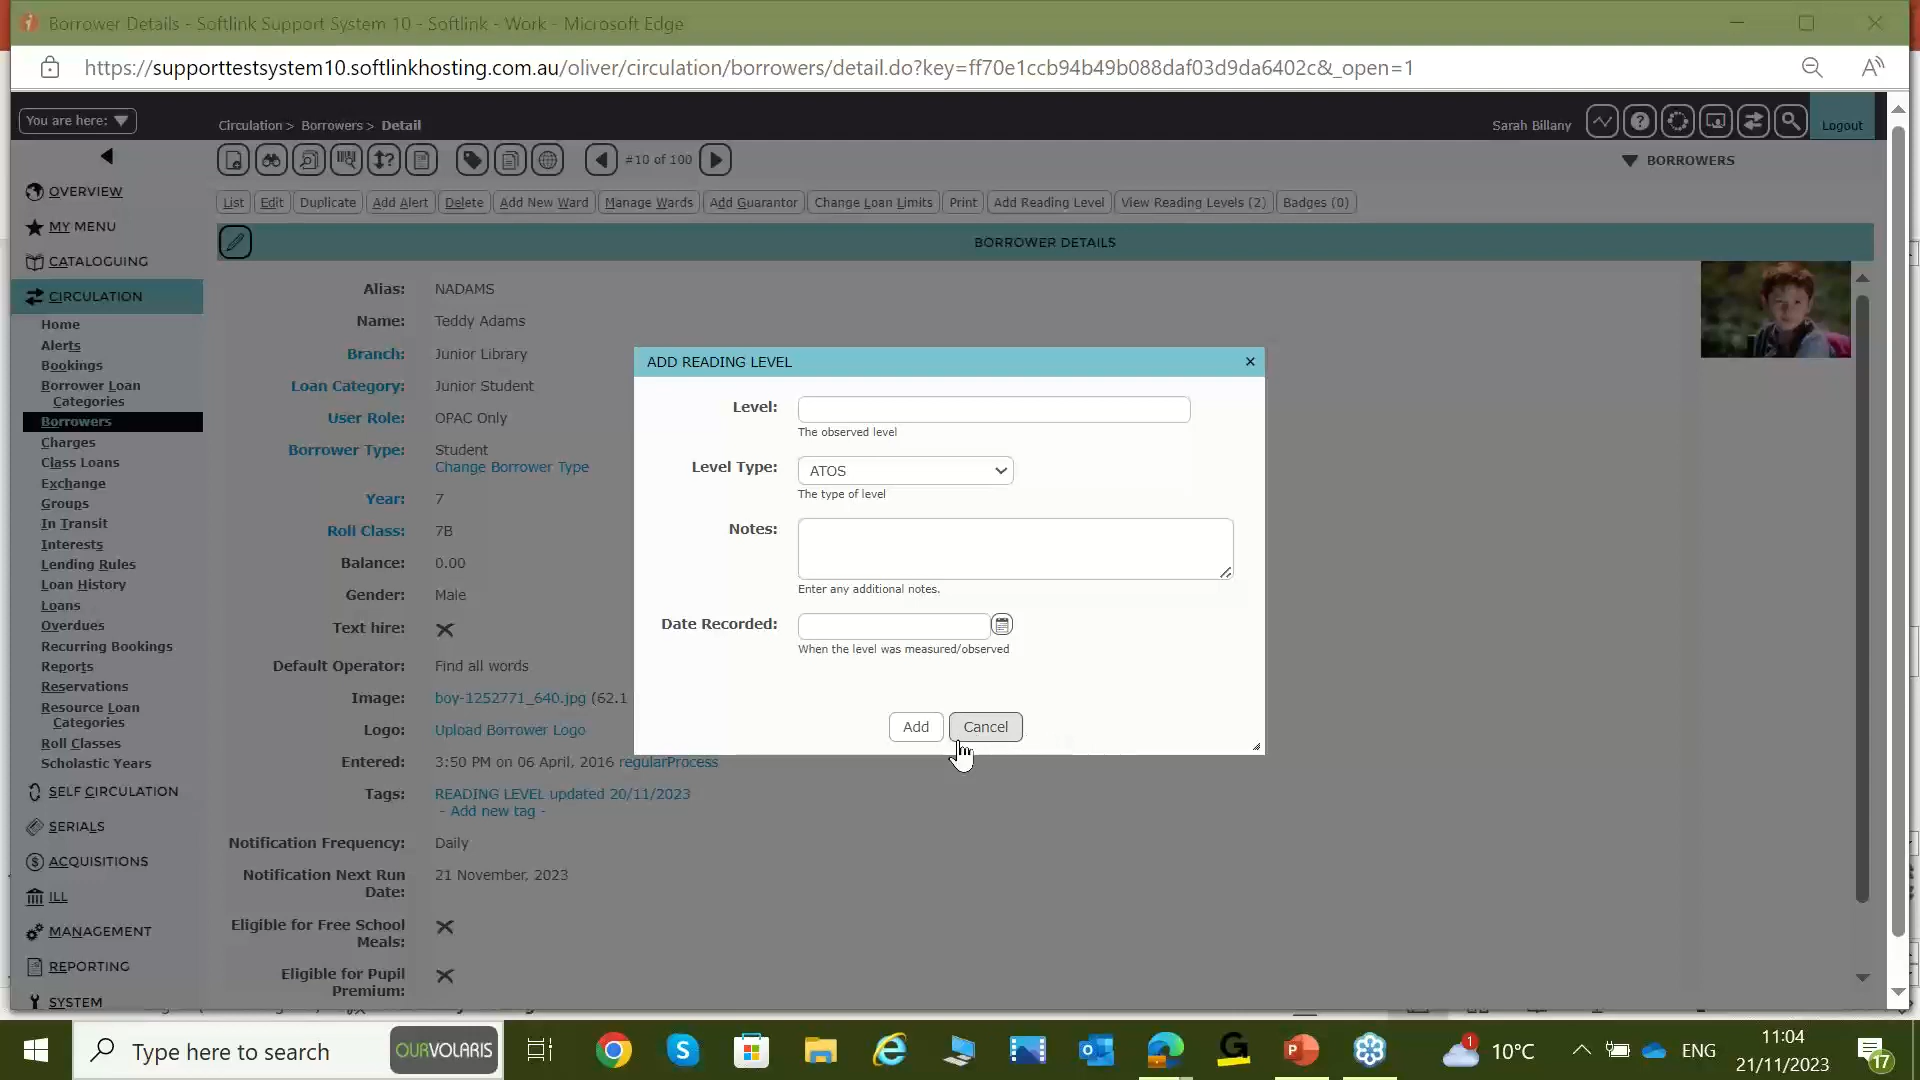 Borrower Details - Softlink Support System 10 - Softlink - Work - Microsoft Edge
https://supporttestsystem10.softlinkhosting.com.au/oliver/circulation/borrowers/detail.do?key=ff70e1ccb94b49b088daf03d9da6402c&_open=1
You are here:
Circulation > Borrowers > Detail
Sarah Billany
Logout
#10 of 100
BORROWERS
List Edit Duplicate Add Alert Delete Add New Ward Manage Wards Add Guarantor Change Loan Limits Print Add Reading Level View Reading Levels (2) Badges (0)
BORROWER DETAILS
OVERVIEW
MY MENU
CATALOGUING
CIRCULATION
Home
Alerts
Bookings
Borrower Loan
Categories
Borrowers
Charges
Class Loans
Exchange
Groups
In Transit
Interests
Lending Rules
Loan History
Loans
Overdues
Recurring Bookings
Reports
Reservations
Resource Loan
Categories
Roll Classes
Scholastic Years
SELF CIRCULATION
SERIALS
ACQUISITIONS
ILL
MANAGEMENT
REPORTING
SYSTEM
Alias: NADAMS
Name: Teddy Adams
Branch: Junior Library
Loan Category: Junior Student
User Role: OPAC Only
Borrower Type: Student
Change Borrower Type
Year: 7
Roll Class: 7B
Balance: 0.00
Gender: Male
Text hire:
Default Operator: Find all words
Image: boy-1252771_640.jpg (62.1
Logo: Upload Borrower Logo
Entered: 3:50 PM on 06 April, 2016 regularProcess
Tags: READING LEVEL updated 20/11/2023
- Add new tag -
Notification Frequency: Daily
Notification Next Run
Date: 21 November, 2023
Eligible for Free School
Meals:
Eligible for Pupil
Premium:
ADD READING LEVEL
Level:
The observed level
Level Type: ATOS
The type of level
Notes:
Enter any additional notes.
Date Recorded:
When the level was measured/observed
Add Cancel
Type here to search
OURVOLARIS
1
10°C
ENG
11:04
21/11/2023
17